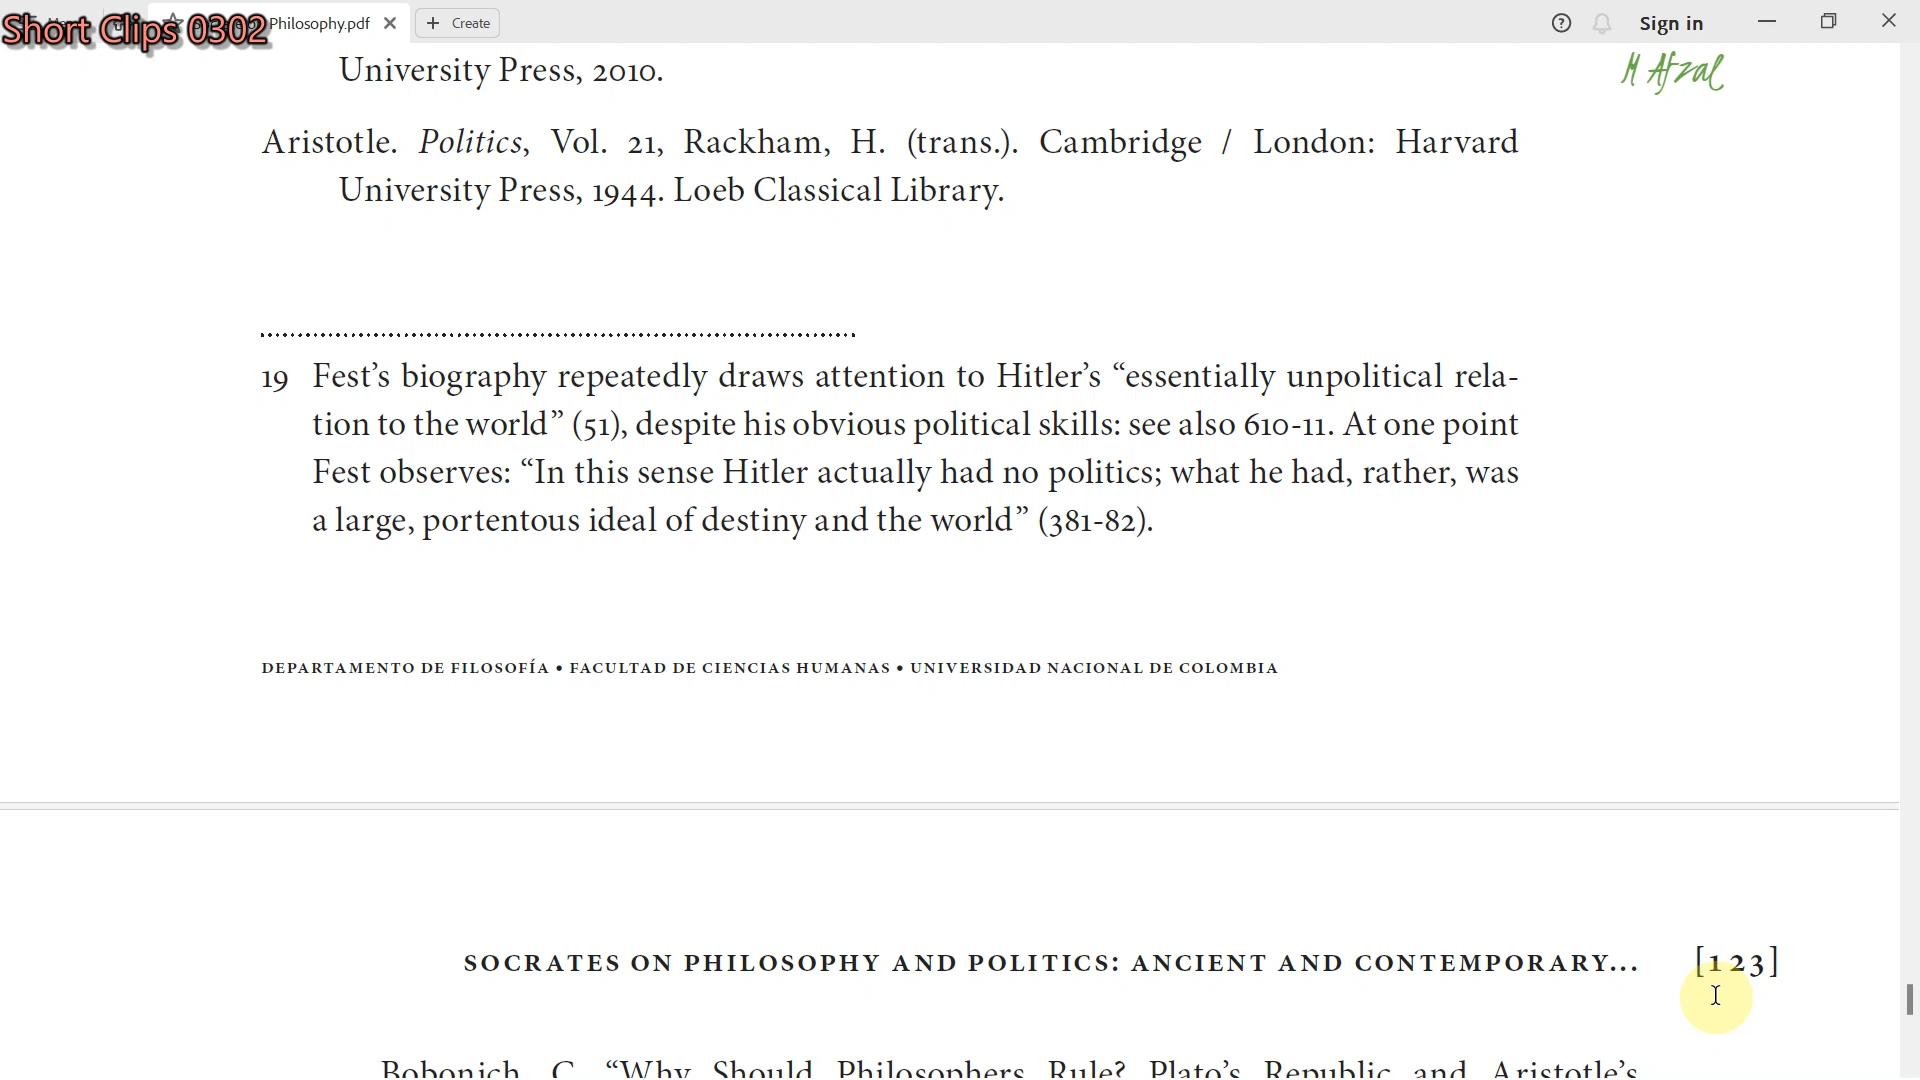 Short Clips 0302
Philosophy.pdf
Create
Sign in
M Afzal
University Press, 2010.
Aristotle. Politics, Vol. 21, Rackham, H. (trans.). Cambridge / London: Harvard
University Press, 1944. Loeb Classical Library.
19 Fest’s biography repeatedly draws attention to Hitler’s “essentially unpolitical rela-
tion to the world” (51), despite his obvious political skills: see also 610-11. At one point
Fest observes: “In this sense Hitler actually had no politics; what he had, rather, was
a large, portentous ideal of destiny and the world” (381-82).
DEPARTAMENTO DE FILOSOFÍA • FACULTAD DE CIENCIAS HUMANAS • UNIVERSIDAD NACIONAL DE COLOMBIA
SOCRATES ON PHILOSOPHY AND POLITICS: ANCIENT AND CONTEMPORARY... [123]
Bobonich, C. “Why Should Philosophers Rule? Plato’s Republic and Aristotle’s